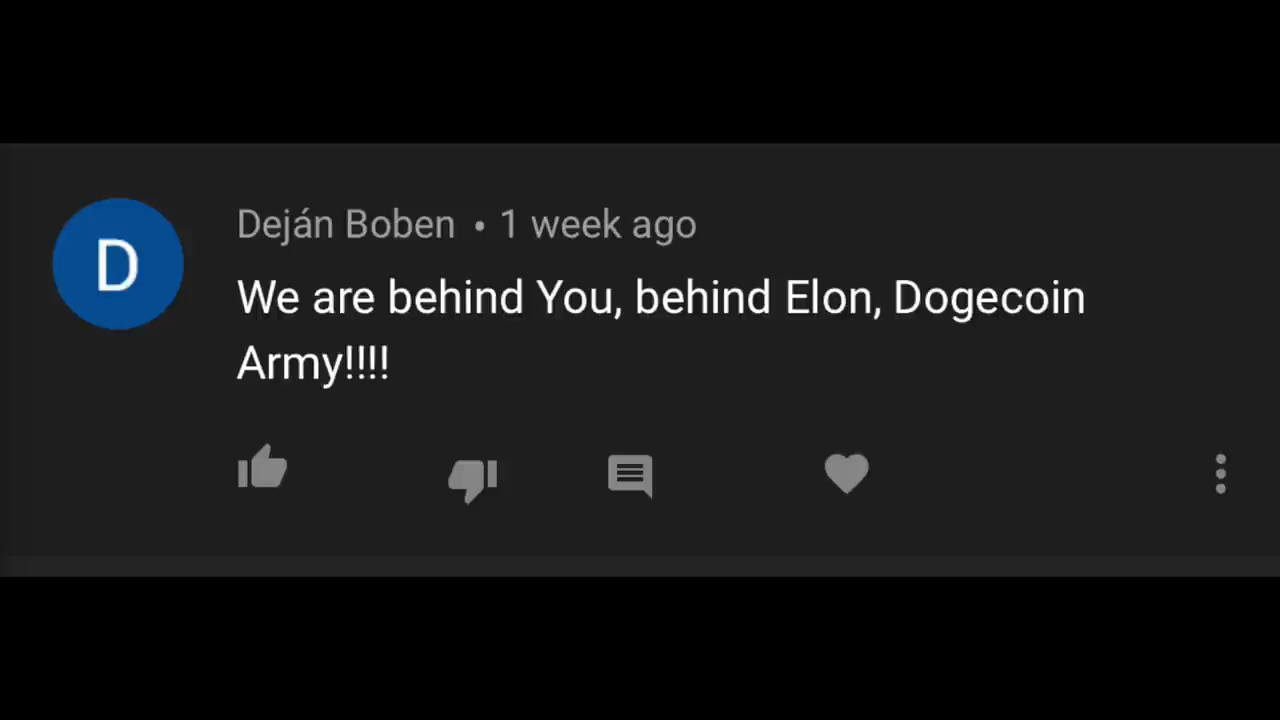 D
Deján Boben • 1 week ago
We are behind You, behind Elon, Dogecoin
Army!!!!